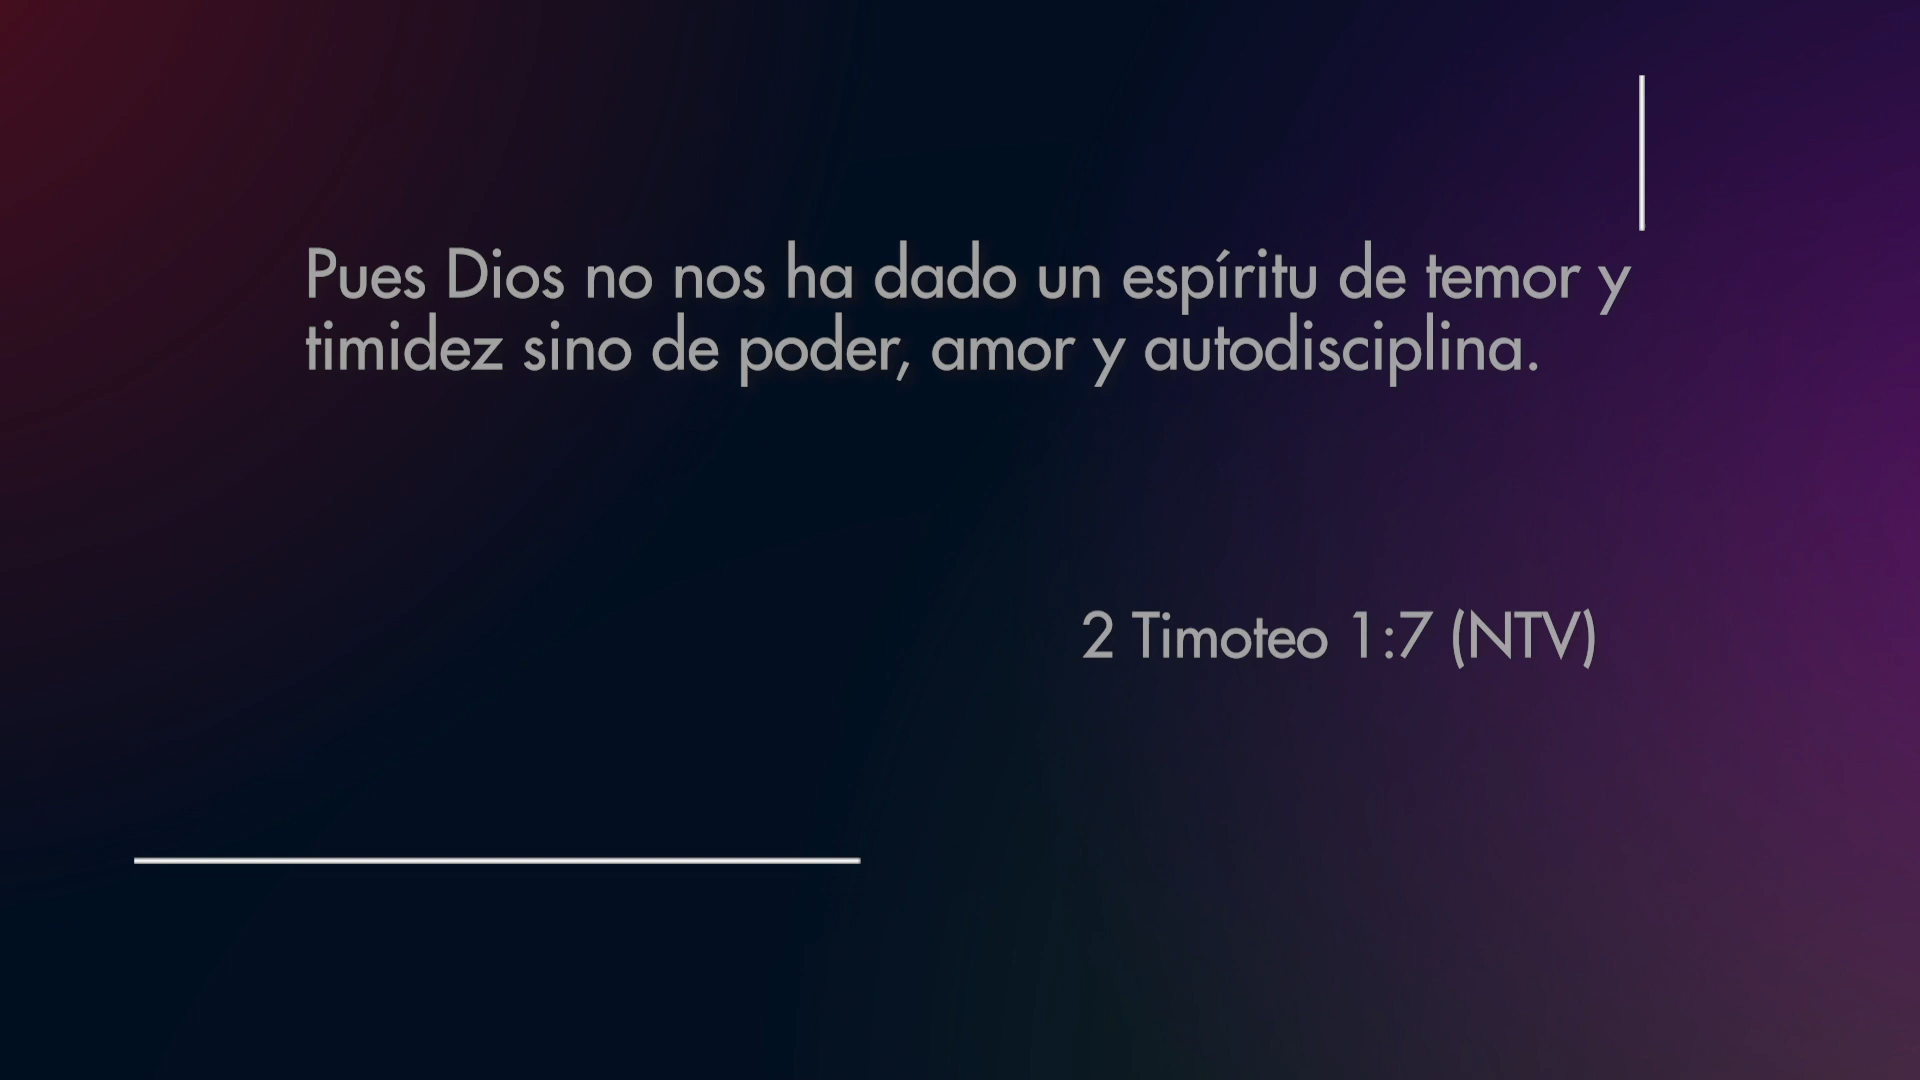 Pues Dios no nos ha dado un espíritu de temor y
timidez sino de poder, amor y autodisciplina.
2 Timoteo 1:7 (NTV)